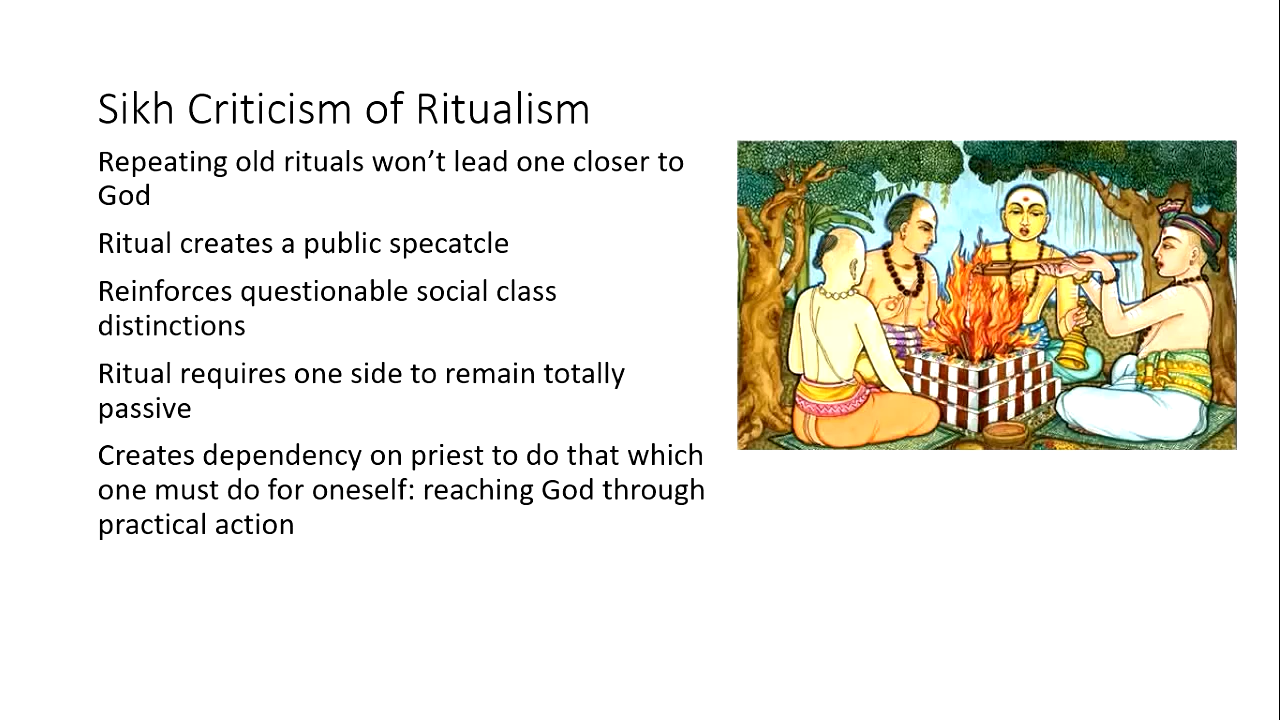 Sikh Criticism of Ritualism
Repeating old rituals won’t lead one closer to
God
Ritual creates a public specatcle
Reinforces questionable social class
distinctions
Ritual requires one side to remain totally
passive
Creates dependency on priest to do that which
one must do for oneself: reaching God through
practical action